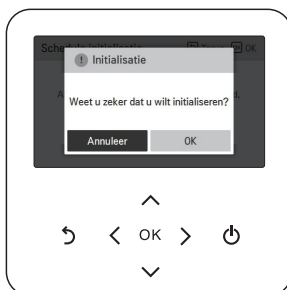 Schedule initialisatie OK
! Initialisatie
Weet u zeker dat u wilt initialiseren?
Annuleer OK
OK